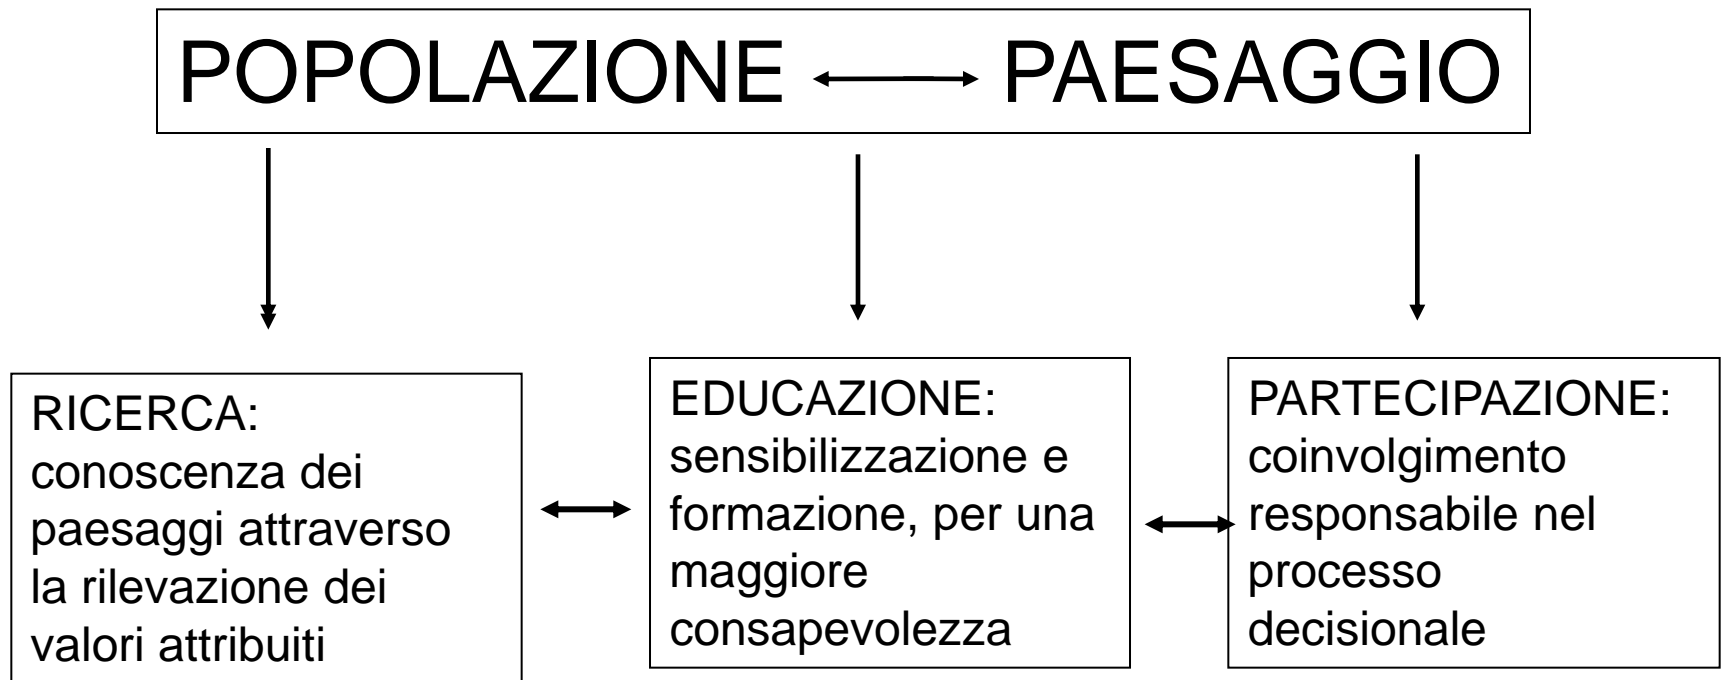 POPOLAZIONE PAESAGGIO
RICERCA:
conoscenza dei
paesaggi attraverso
la rilevazione dei
valori attribuiti
EDUCAZIONE:
sensibilizzazione e
formazione, per una
maggiore
consapevolezza
PARTECIPAZIONE:
coinvolgimento
responsabile nel
processo
decisionale